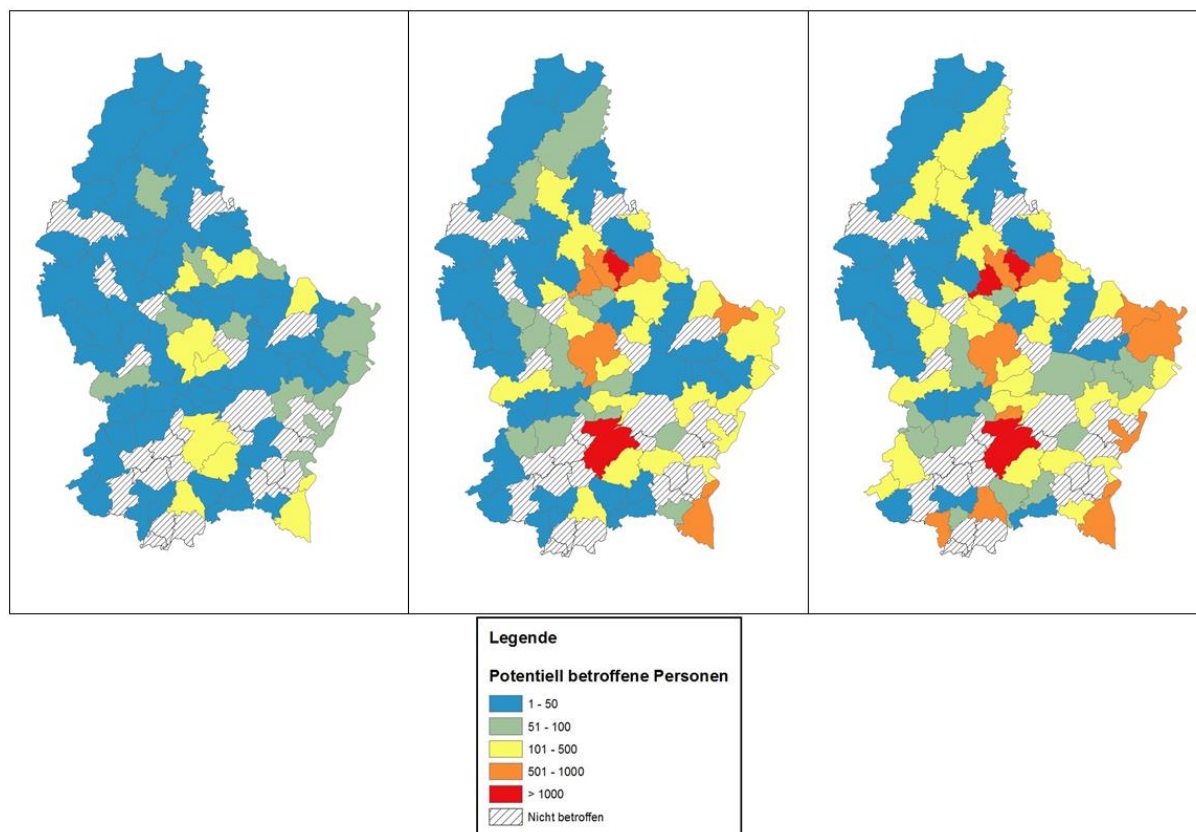 Legende
Potentiell betroffene Personen
1 - 50
51 - 100
101 - 500
501 - 1000
> 1000
Nicht betroffen